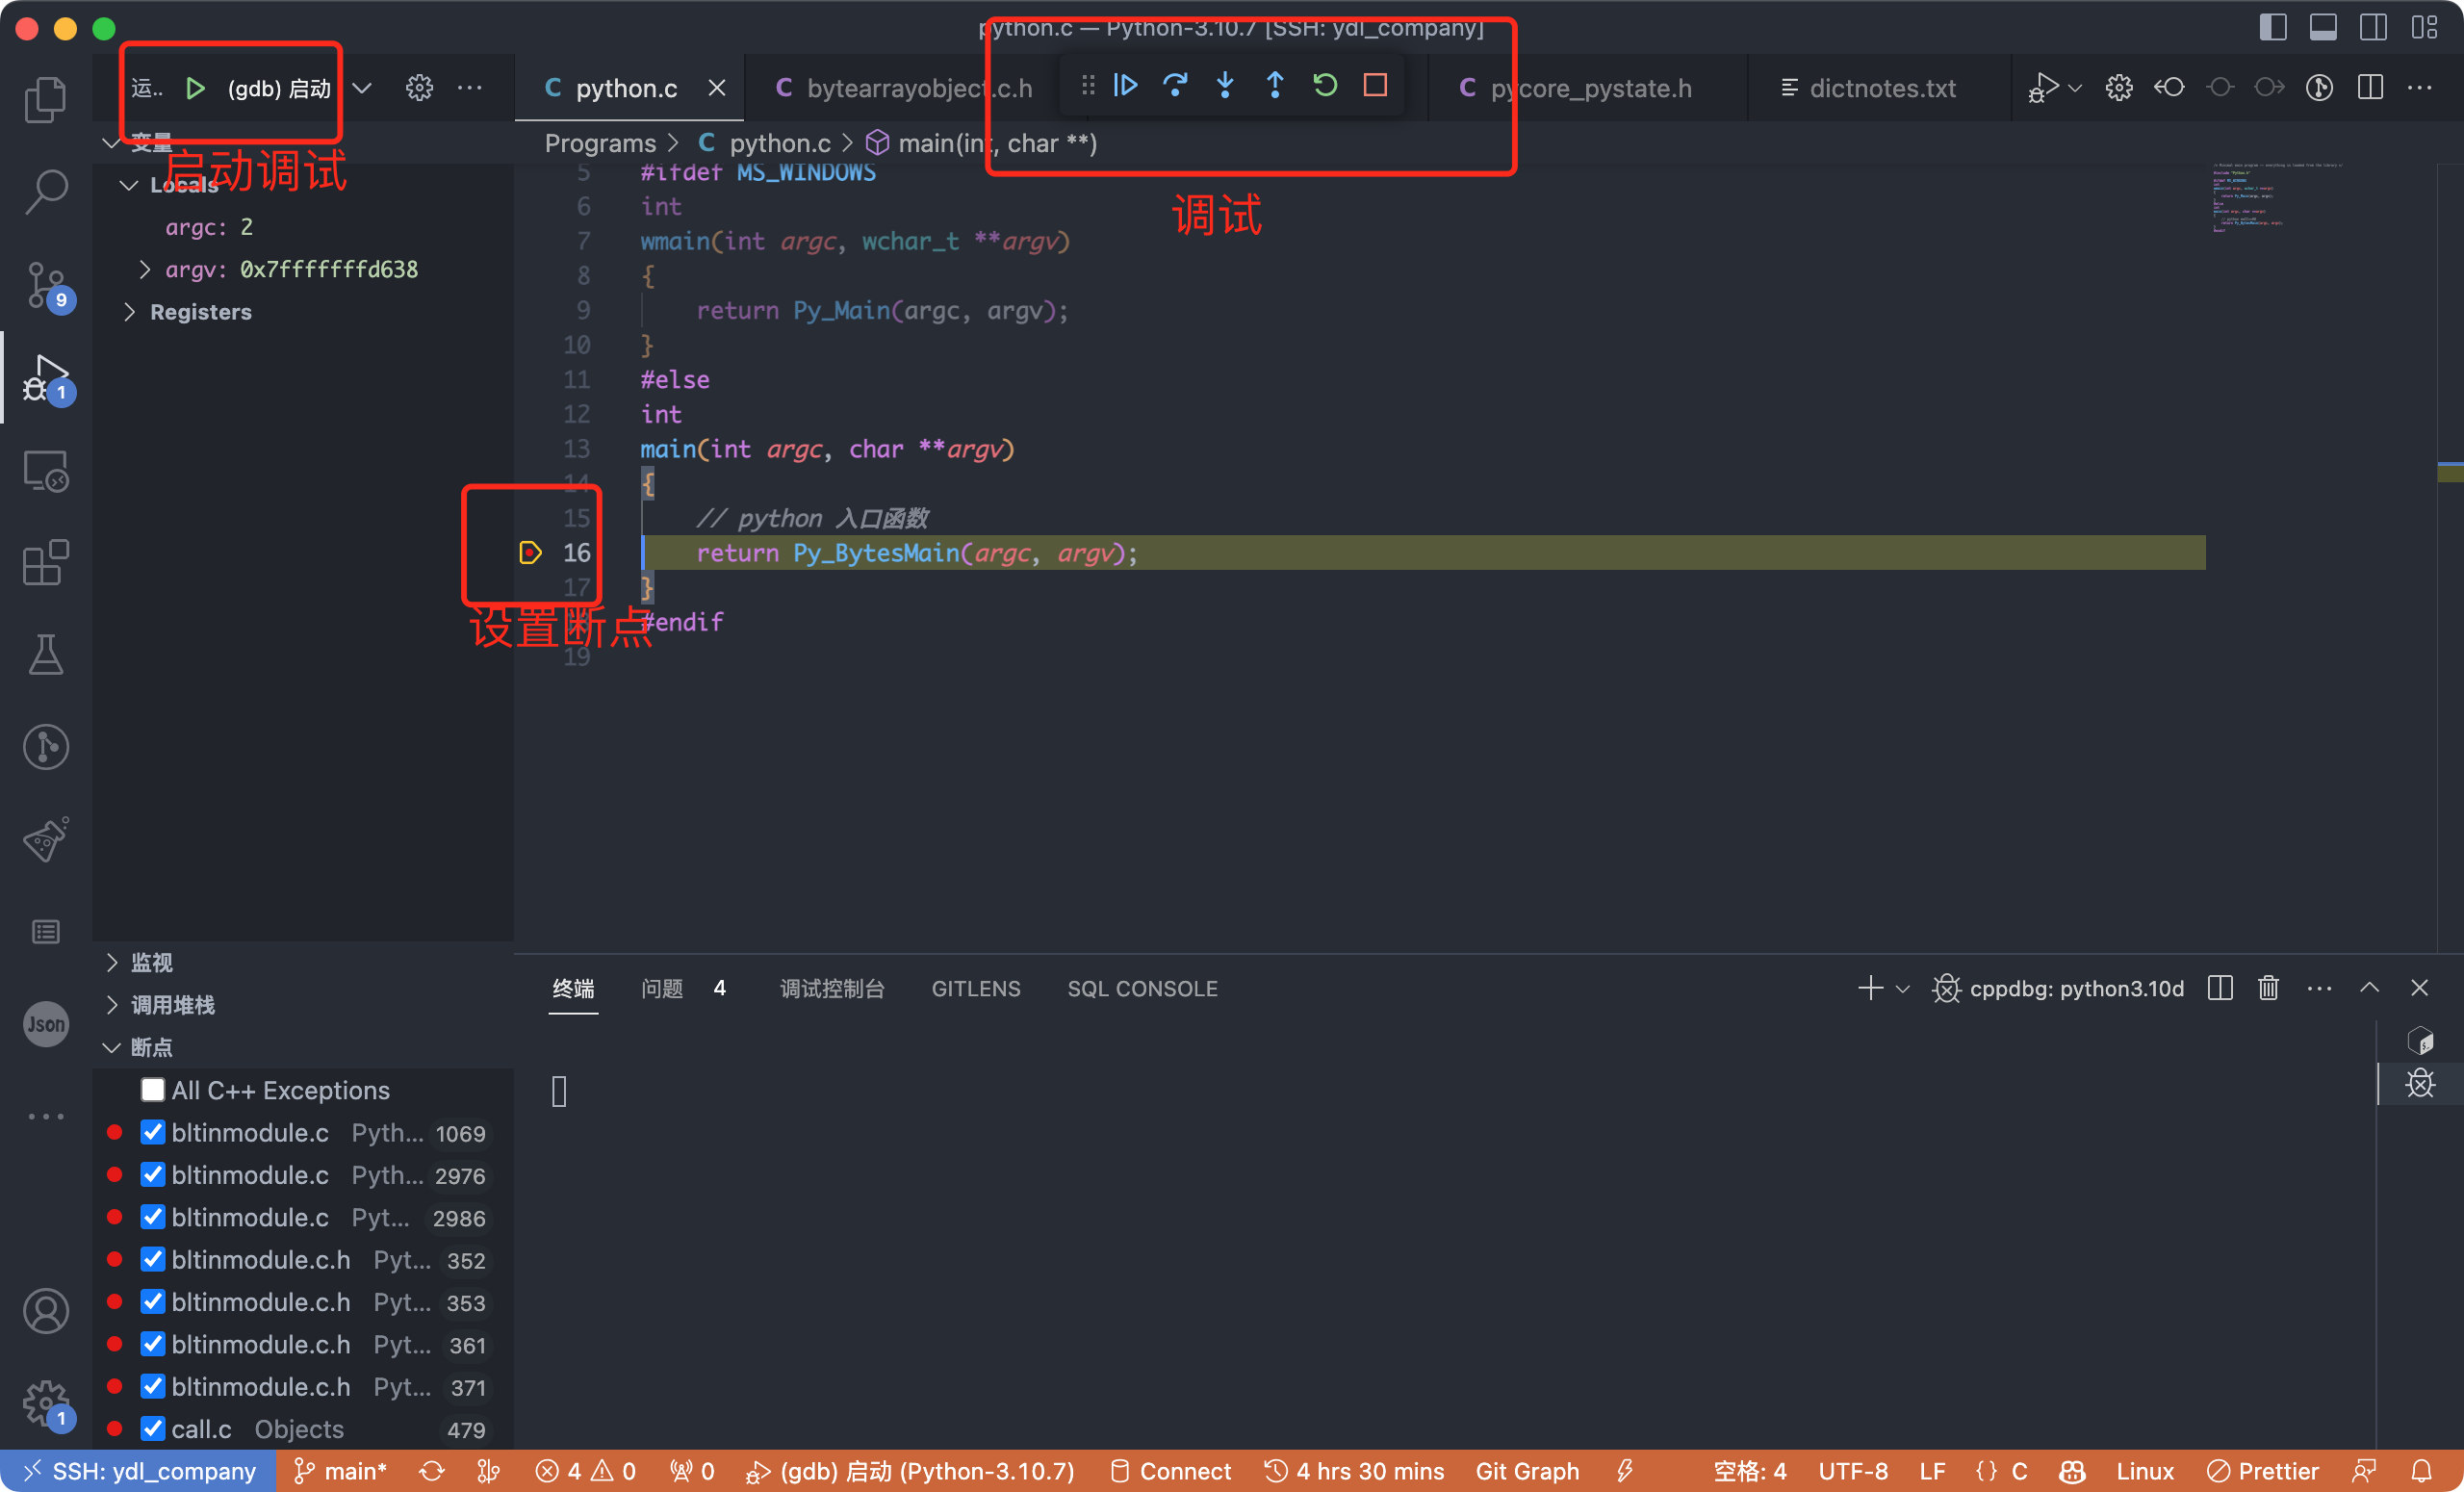 python.c — Python-3.10.7 [SSH: ydl_company]
运.. (gdb) 启动
python.c
bytearrayobject.c.h
pycore_pystate.h
dictnotes.txt
变量
启动调试
调试
Programs > python.c > main(int, char **)
Locals
argc: 2
argv: 0x7fffffffd638
Registers
5 #ifdef MS_WINDOWS
6 int
7 wmain(int argc, wchar_t **argv)
8 {
9 return Py_Main(argc, argv);
10 }
11 #else
12 int
13 main(int argc, char **argv)
14 {
15 // python 入口函数
16 return Py_BytesMain(argc, argv);
17 }
设置断点
#endif
19
9
1
监视
调用堆栈
断点
All C++ Exceptions
bltinmodule.c Pyth... 1069
bltinmodule.c Pyth... 2976
bltinmodule.c Pyt... 2986
bltinmodule.c.h Pyt... 352
bltinmodule.c.h Pyt... 353
bltinmodule.c.h Pyt... 361
bltinmodule.c.h Pyt... 371
call.c Objects 479
Json
1
终端 问题 4 调试控制台 GITLENS SQL CONSOLE
cppdbg: python3.10d
SSH: ydl_company main* 4 0 0 (gdb) 启动 (Python-3.10.7) Connect 4 hrs 30 mins Git Graph 空格: 4 UTF-8 LF {} C Linux Prettier